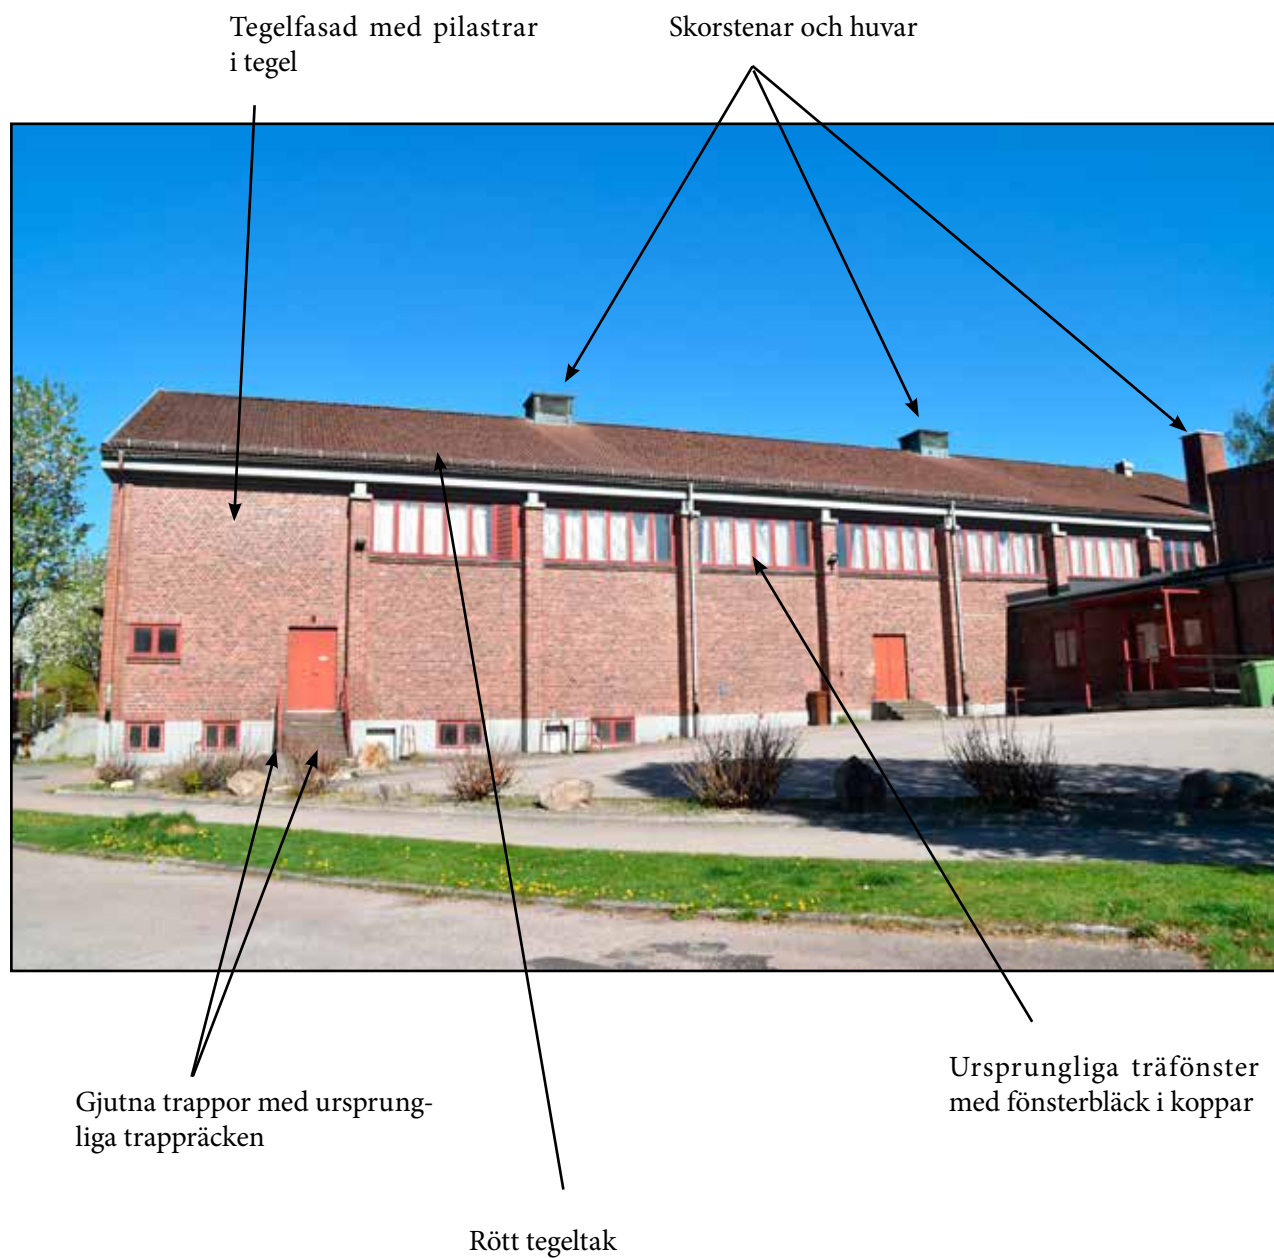 Tegelfasad med pilastrar
i tegel
Skorstenar och huvar
Gjutna trappor med ursprung-
liga trappräcken
Ursprungliga träfönster
med fönsterbläck i koppar
Rött tegeltak